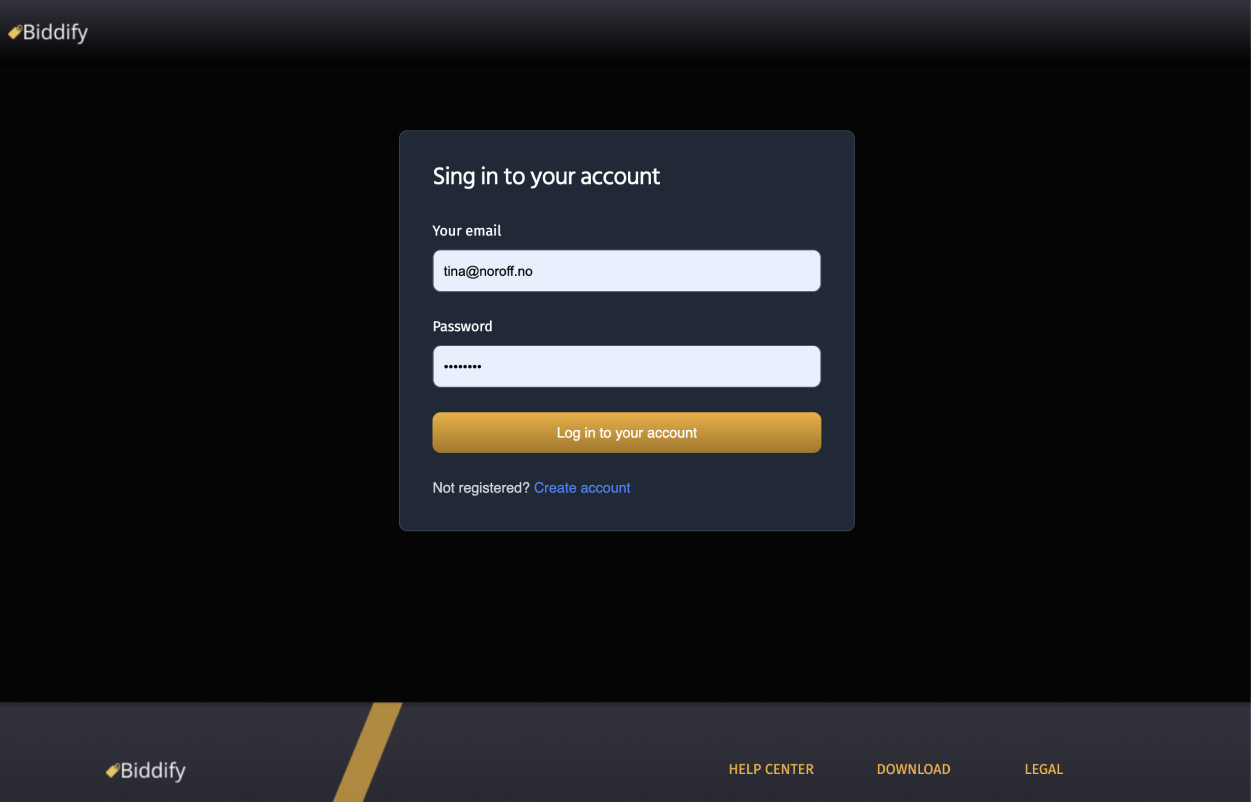 Biddify
Sing in to your account
Your email
tina@noroff.no
Password
••••••••
Log in to your account
Not registered? Create account
Biddify
HELP CENTER DOWNLOAD LEGAL